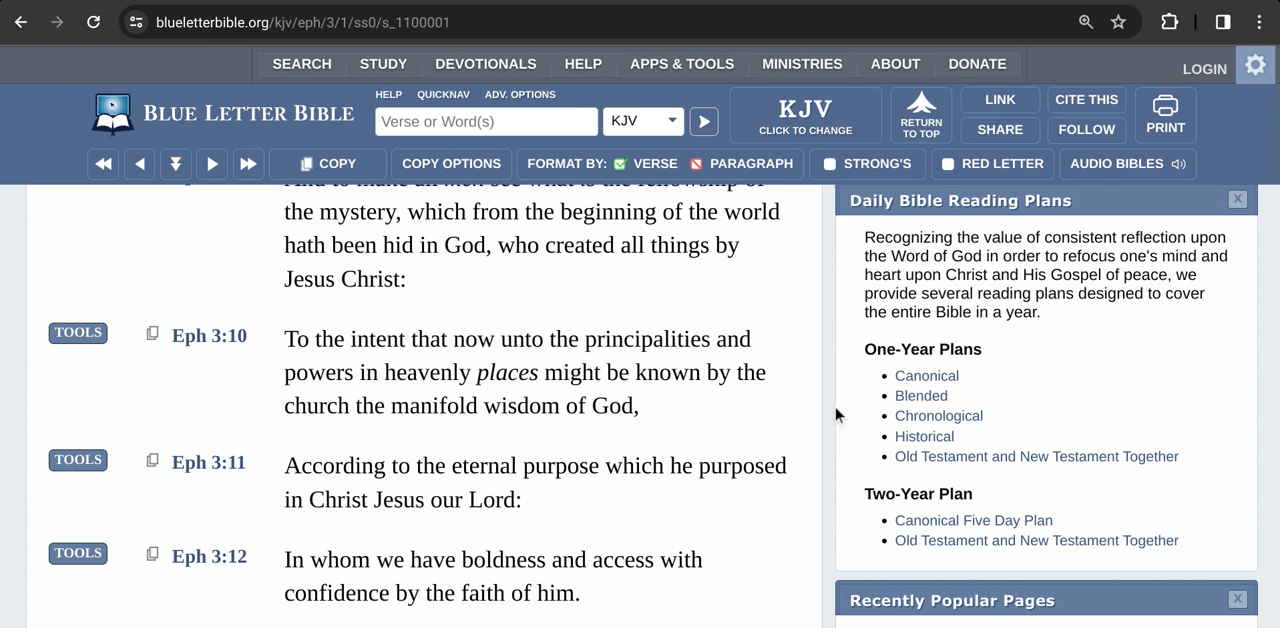 blueletterbible.org/kjv/eph/3/1/ss0/s_1100001
SEARCH STUDY DEVOTIONALS HELP APPS & TOOLS MINISTRIES ABOUT DONATE LOGIN
BLUE LETTER BIBLE
HELP QUICKNAV ADV. OPTIONS
Verse or Word(s) KJV
KJV
CLICK TO CHANGE
RETURN
TO TOP
LINK CITE THIS
SHARE FOLLOW
PRINT
COPY COPY OPTIONS FORMAT BY: VERSE PARAGRAPH STRONG'S RED LETTER AUDIO BIBLES
And to make all men see what is the fellowship of
the mystery, which from the beginning of the world
hath been hid in God, who created all things by
Jesus Christ:
TOOLS Eph 3:10 To the intent that now unto the principalities and
powers in heavenly places might be known by the
church the manifold wisdom of God,
TOOLS Eph 3:11 According to the eternal purpose which he purposed
in Christ Jesus our Lord:
TOOLS Eph 3:12 In whom we have boldness and access with
confidence by the faith of him.
Daily Bible Reading Plans X
Recognizing the value of consistent reflection upon
the Word of God in order to refocus one's mind and
heart upon Christ and His Gospel of peace, we
provide several reading plans designed to cover
the entire Bible in a year.
One-Year Plans
• Canonical
• Blended
• Chronological
• Historical
• Old Testament and New Testament Together
Two-Year Plan
• Canonical Five Day Plan
• Old Testament and New Testament Together
Recently Popular Pages X